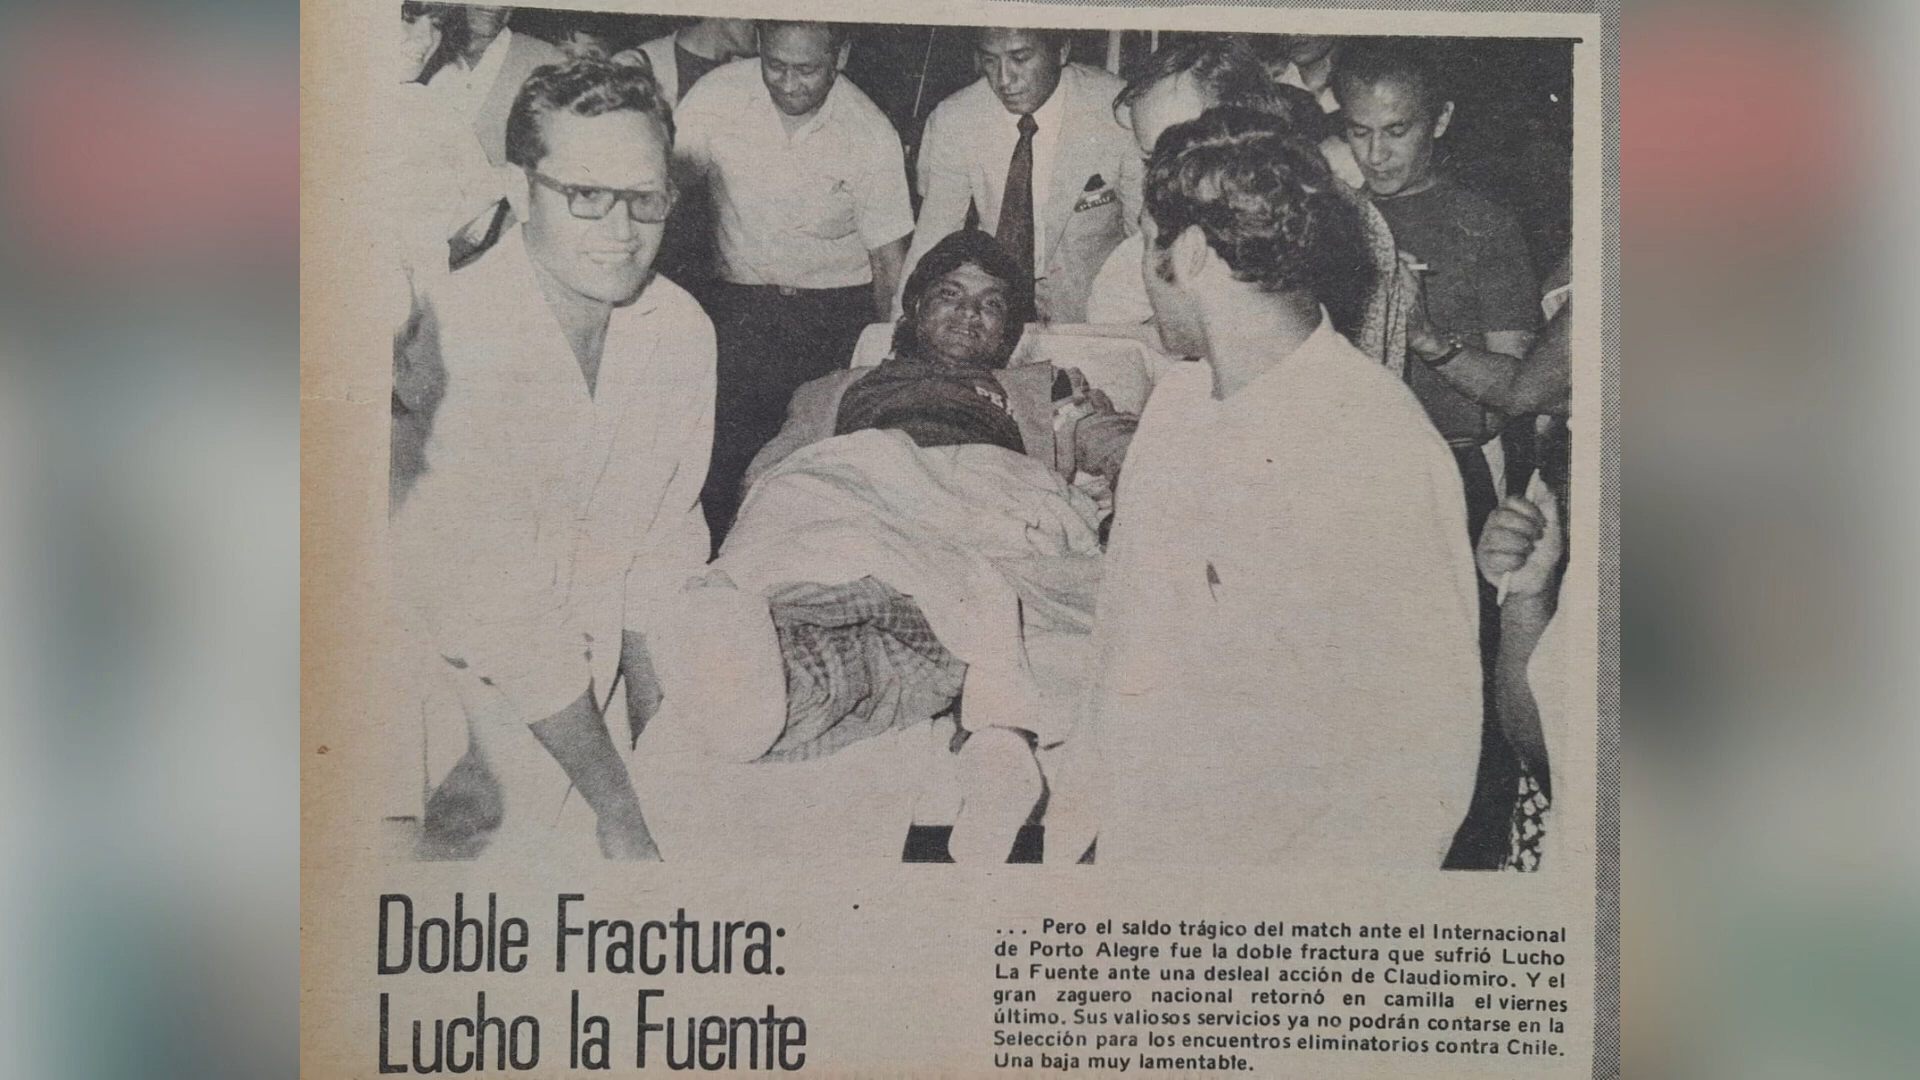 PERU
Doble Fractura:
Lucho la Fuente
... Pero el saldo trágico del match ante el Internacional
de Porto Alegre fue la doble fractura que sufrió Lucho
La Fuente ante una desleal acción de Claudiomiro. Y el
gran zaguero nacional retornó en camilla el viernes
último. Sus valiosos servicios ya no podrán contarse en la
Selección para los encuentros eliminatorios contra Chile.
Una baja muy lamentable.